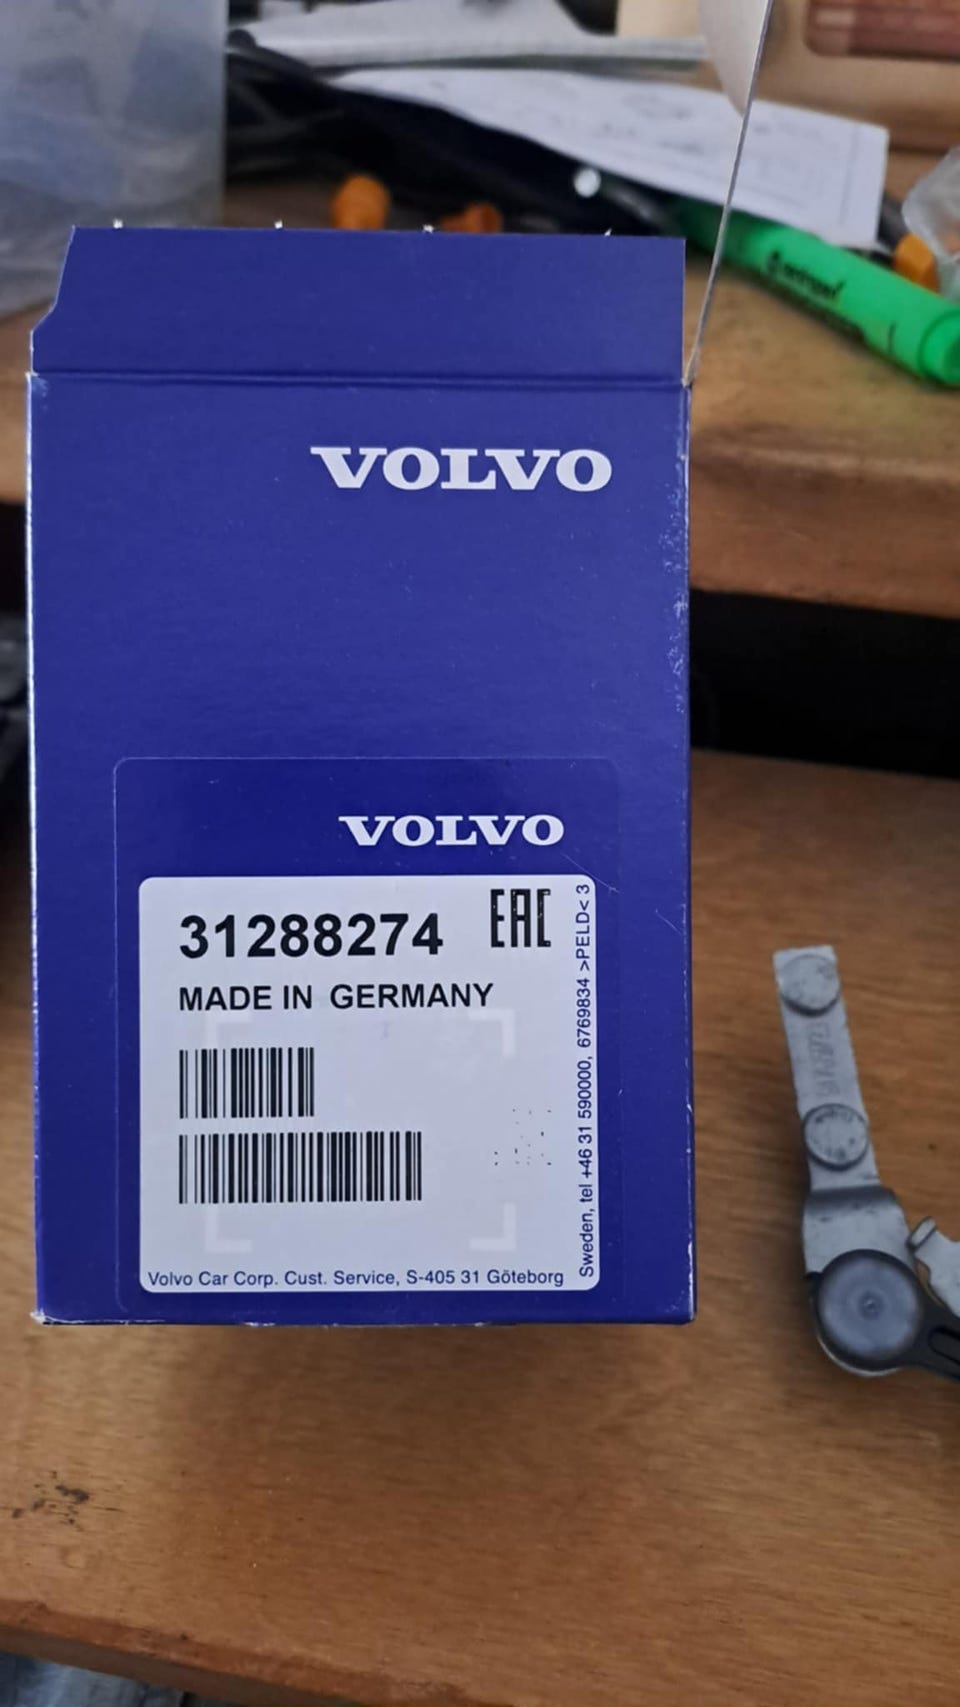 VOLVO
VOLVO
31288274
EAC
MADE IN GERMANY
Volvo Car Corp. Cust. Service, S-405 31 Göteborg
Sweden, tel +46 31 590000, 6769834 >PELD< 3